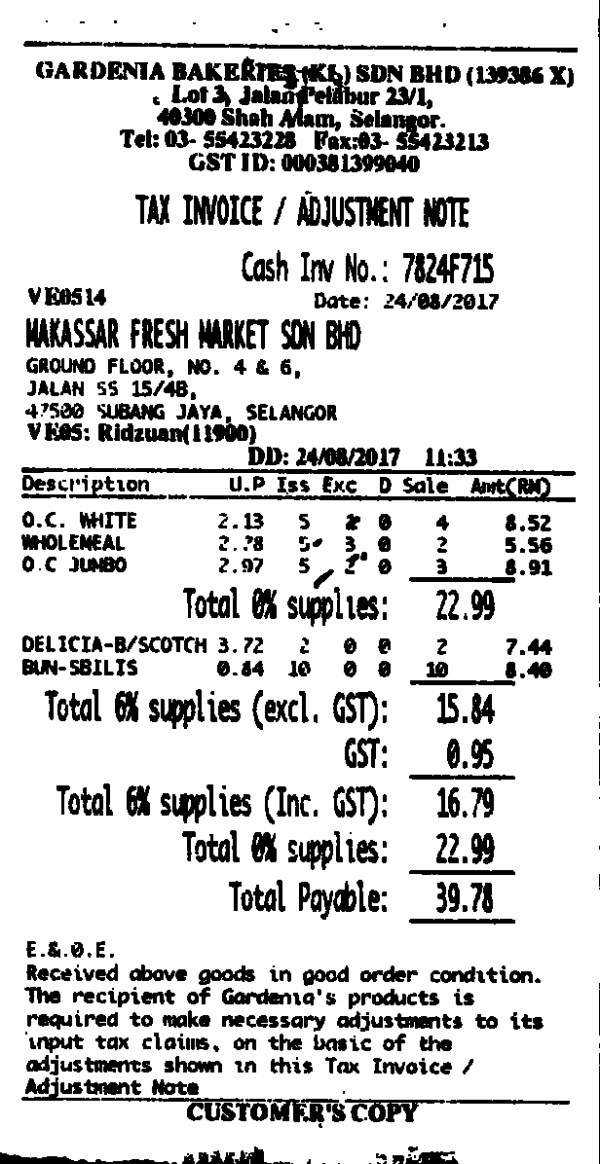 GARDENIA BAKERIES (KL) SDN BHD (139386 X)
Lot 3, Jalan Pelabur 23/1,
40300 Shah Alam, Selangor.
Tel: 03- 55423228 Fax:03- 55423213
GST ID: 000381399040
TAX INVOICE / ADJUSTMENT NOTE
Cash Inv No.: 7824F715
VE0514 Date: 24/08/2017
MAKASSAR FRESH MARKET SDN BHD
GROUND FLOOR, NO. 4 & 6,
JALAN SS 15/4B,
47500 SUBANG JAYA, SELANGOR
VE05: Ridzuan(11900)
DD: 24/08/2017 11:33
Description U.P Iss Exc D Sale Amt(RM)
O.C. WHITE 2.13 5 0 4 8.52
WHOLEMEAL 2.78 5 3 0 2 5.56
O.C JUMBO 2.97 5 2 0 3 8.91
Total 0% supplies: 22.99
DELICIA-B/SCOTCH 3.72 2 0 0 2 7.44
BUN-SBILIS 0.84 10 0 0 10 8.40
Total 6% supplies (excl. GST): 15.84
GST: 0.95
Total 6% supplies (Inc. GST): 16.79
Total 0% supplies: 22.99
Total Payable: 39.78
E.&.O.E.
Received above goods in good order condition.
The recipient of Gardenia's products is
required to make necessary adjustments to its
input tax claims, on the basic of the
adjustments shown in this Tax Invoice /
Adjustment Note
CUSTOMER'S COPY